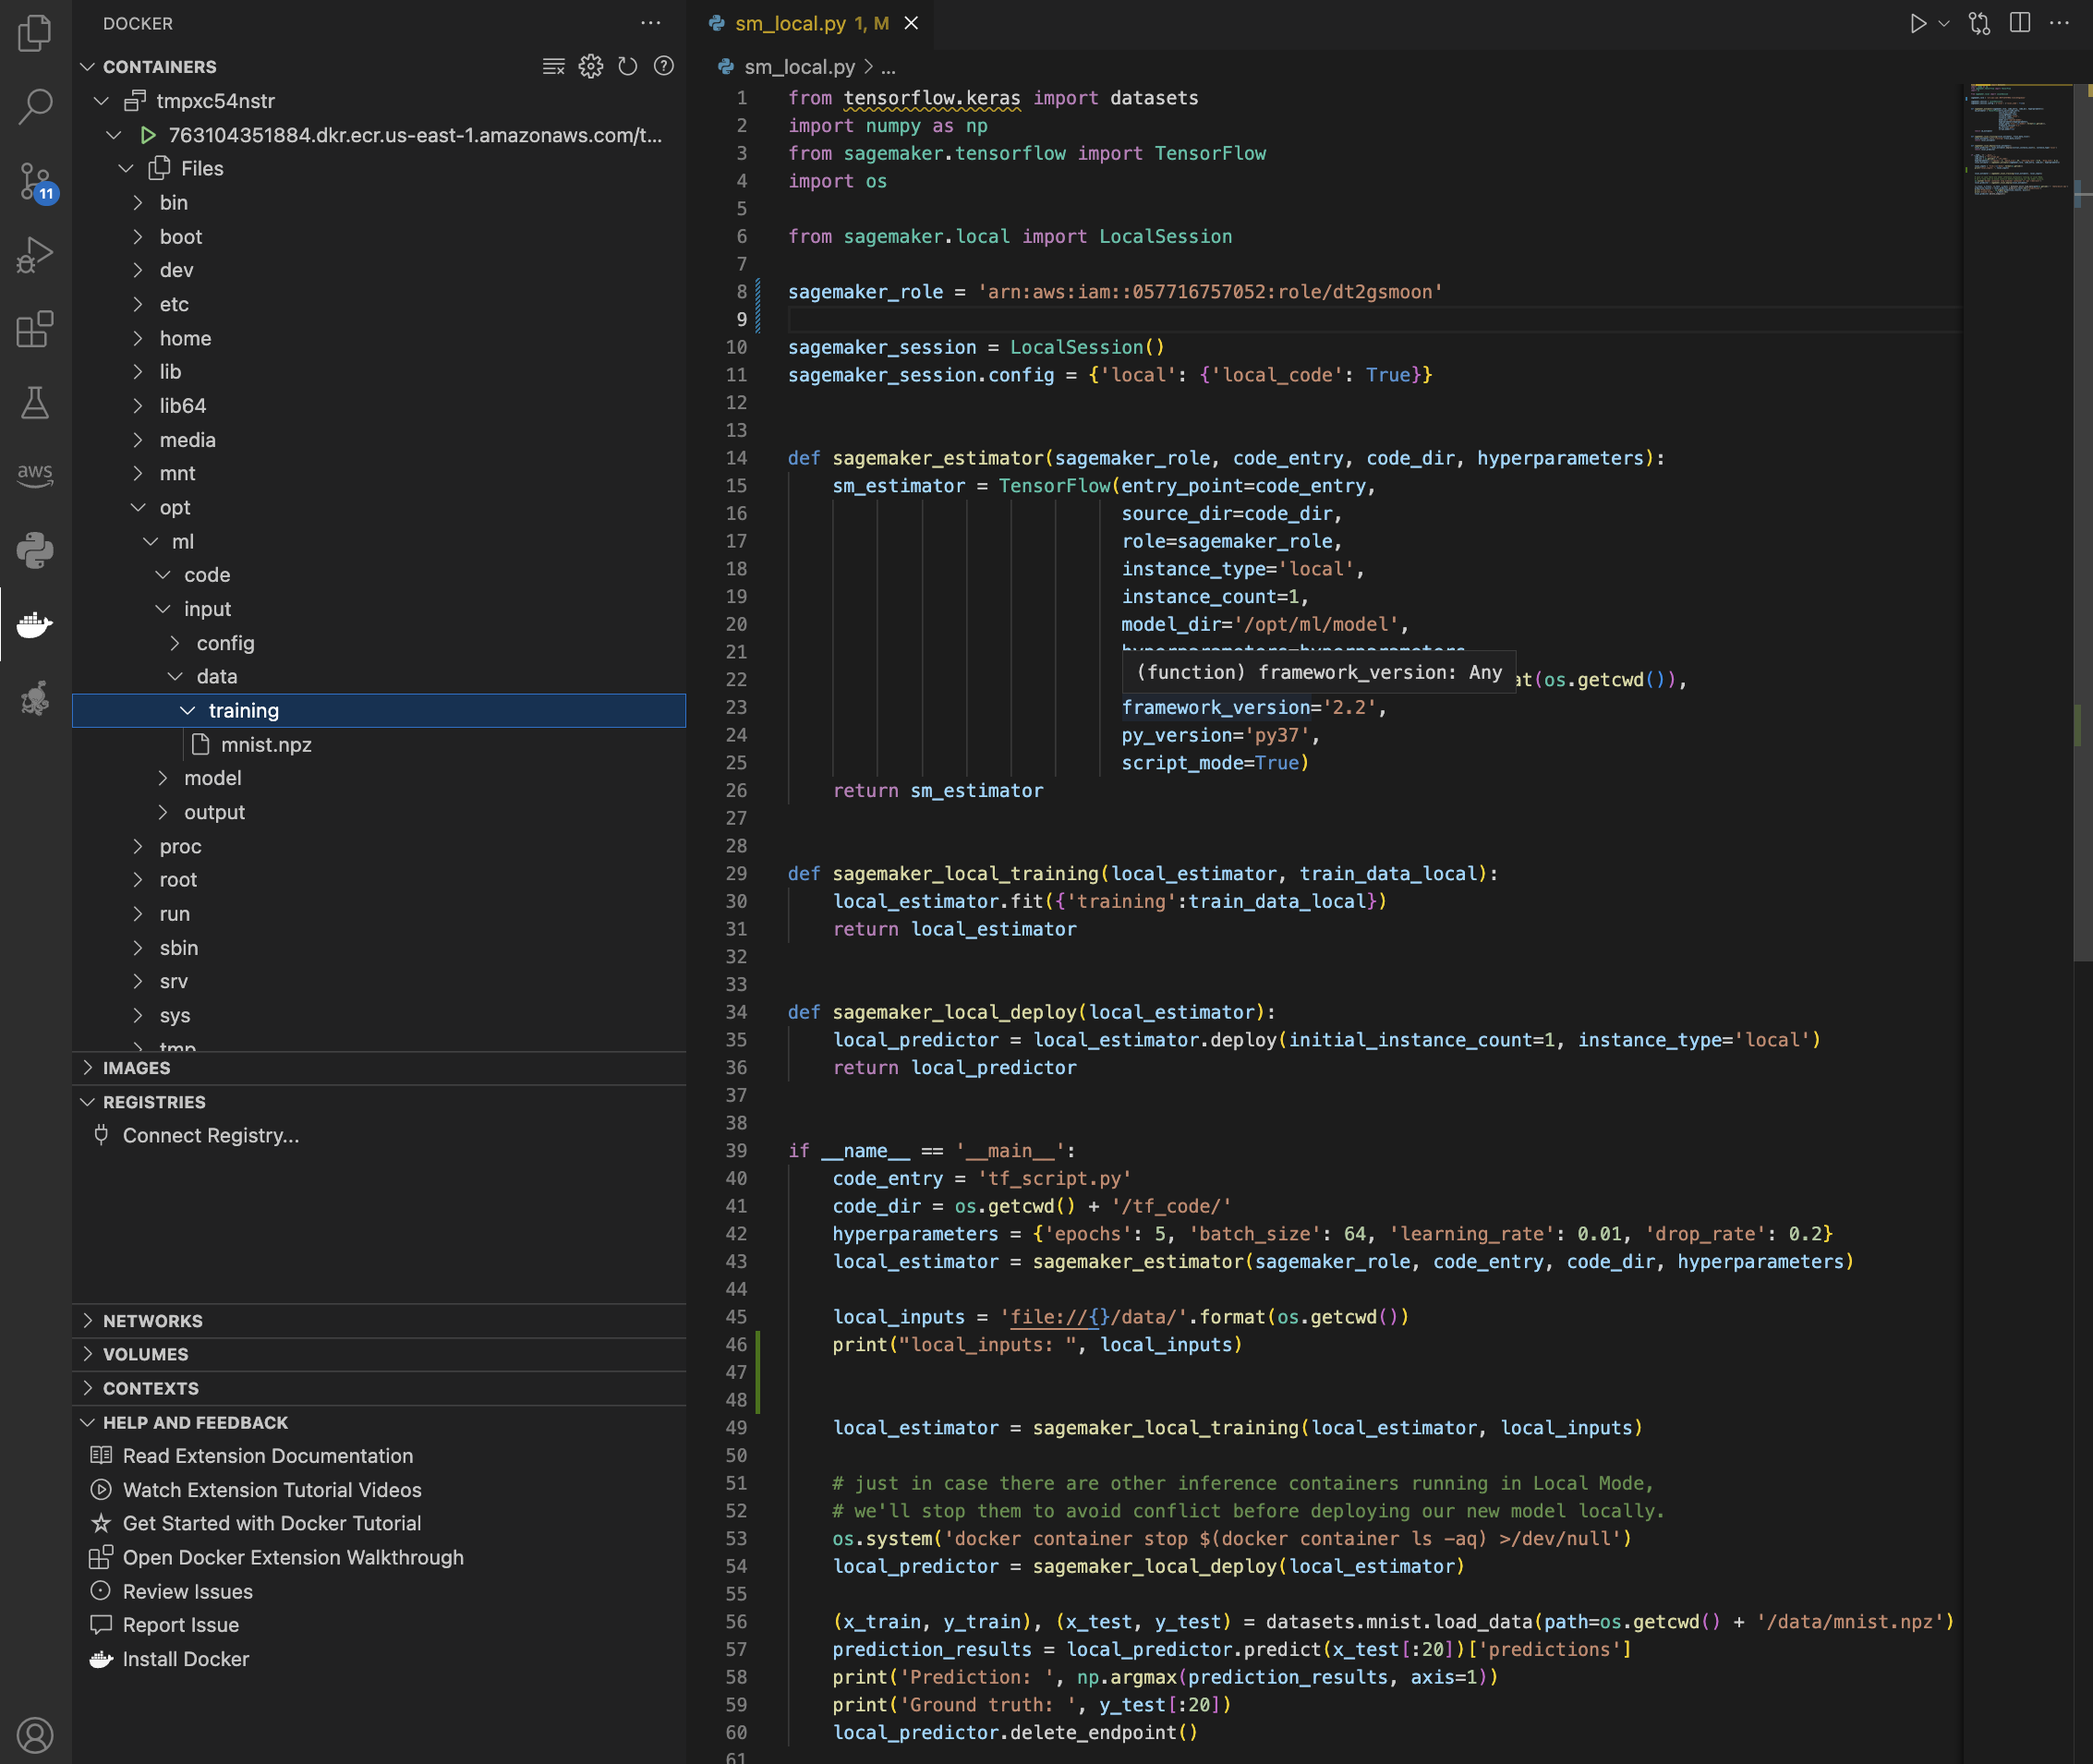 DOCKER
CONTAINERS
tmpxc54nstr
763104351884.dkr.ecr.us-east-1.amazonaws.com/t...
Files
bin
boot
dev
etc
home
lib
lib64
media
mnt
opt
ml
code
input
config
data
training
mnist.npz
model
output
proc
root
run
sbin
srv
sys
tmp
IMAGES
REGISTRIES
Connect Registry...
NETWORKS
VOLUMES
CONTEXTS
HELP AND FEEDBACK
Read Extension Documentation
Watch Extension Tutorial Videos
Get Started with Docker Tutorial
Open Docker Extension Walkthrough
Review Issues
Report Issue
Install Docker
11
aws
sm_local.py 1, M
sm_local.py > ...
1 from tensorflow.keras import datasets
2 import numpy as np
3 from sagemaker.tensorflow import TensorFlow
4 import os
5
6 from sagemaker.local import LocalSession
7
8 sagemaker_role = 'arn:aws:iam::057716757052:role/dt2gsmoon'
9
10 sagemaker_session = LocalSession()
11 sagemaker_session.config = {'local': {'local_code': True}}
12
13
14 def sagemaker_estimator(sagemaker_role, code_entry, code_dir, hyperparameters):
15 sm_estimator = TensorFlow(entry_point=code_entry,
16 source_dir=code_dir,
17 role=sagemaker_role,
18 instance_type='local',
19 instance_count=1,
20 model_dir='/opt/ml/model',
21 hyperparameters=hyperparameters
(function) framework_version: Any
22 at(os.getcwd()),
23 framework_version='2.2',
24 py_version='py37',
25 script_mode=True)
26 return sm_estimator
27
28
29 def sagemaker_local_training(local_estimator, train_data_local):
30 local_estimator.fit({'training':train_data_local})
31 return local_estimator
32
33
34 def sagemaker_local_deploy(local_estimator):
35 local_predictor = local_estimator.deploy(initial_instance_count=1, instance_type='local')
36 return local_predictor
37
38
39 if __name__ == '__main__':
40 code_entry = 'tf_script.py'
41 code_dir = os.getcwd() + '/tf_code/'
42 hyperparameters = {'epochs': 5, 'batch_size': 64, 'learning_rate': 0.01, 'drop_rate': 0.2}
43 local_estimator = sagemaker_estimator(sagemaker_role, code_entry, code_dir, hyperparameters)
44
45 local_inputs = 'file://{}/data/'.format(os.getcwd())
46 print("local_inputs: ", local_inputs)
47
48
49 local_estimator = sagemaker_local_training(local_estimator, local_inputs)
50
51 # just in case there are other inference containers running in Local Mode,
52 # we'll stop them to avoid conflict before deploying our new model locally.
53 os.system('docker container stop $(docker container ls -aq) >/dev/null')
54 local_predictor = sagemaker_local_deploy(local_estimator)
55
56 (x_train, y_train), (x_test, y_test) = datasets.mnist.load_data(path=os.getcwd() + '/data/mnist.npz')
57 prediction_results = local_predictor.predict(x_test[:20])['predictions']
58 print('Prediction: ', np.argmax(prediction_results, axis=1))
59 print('Ground truth: ', y_test[:20])
60 local_predictor.delete_endpoint()
61